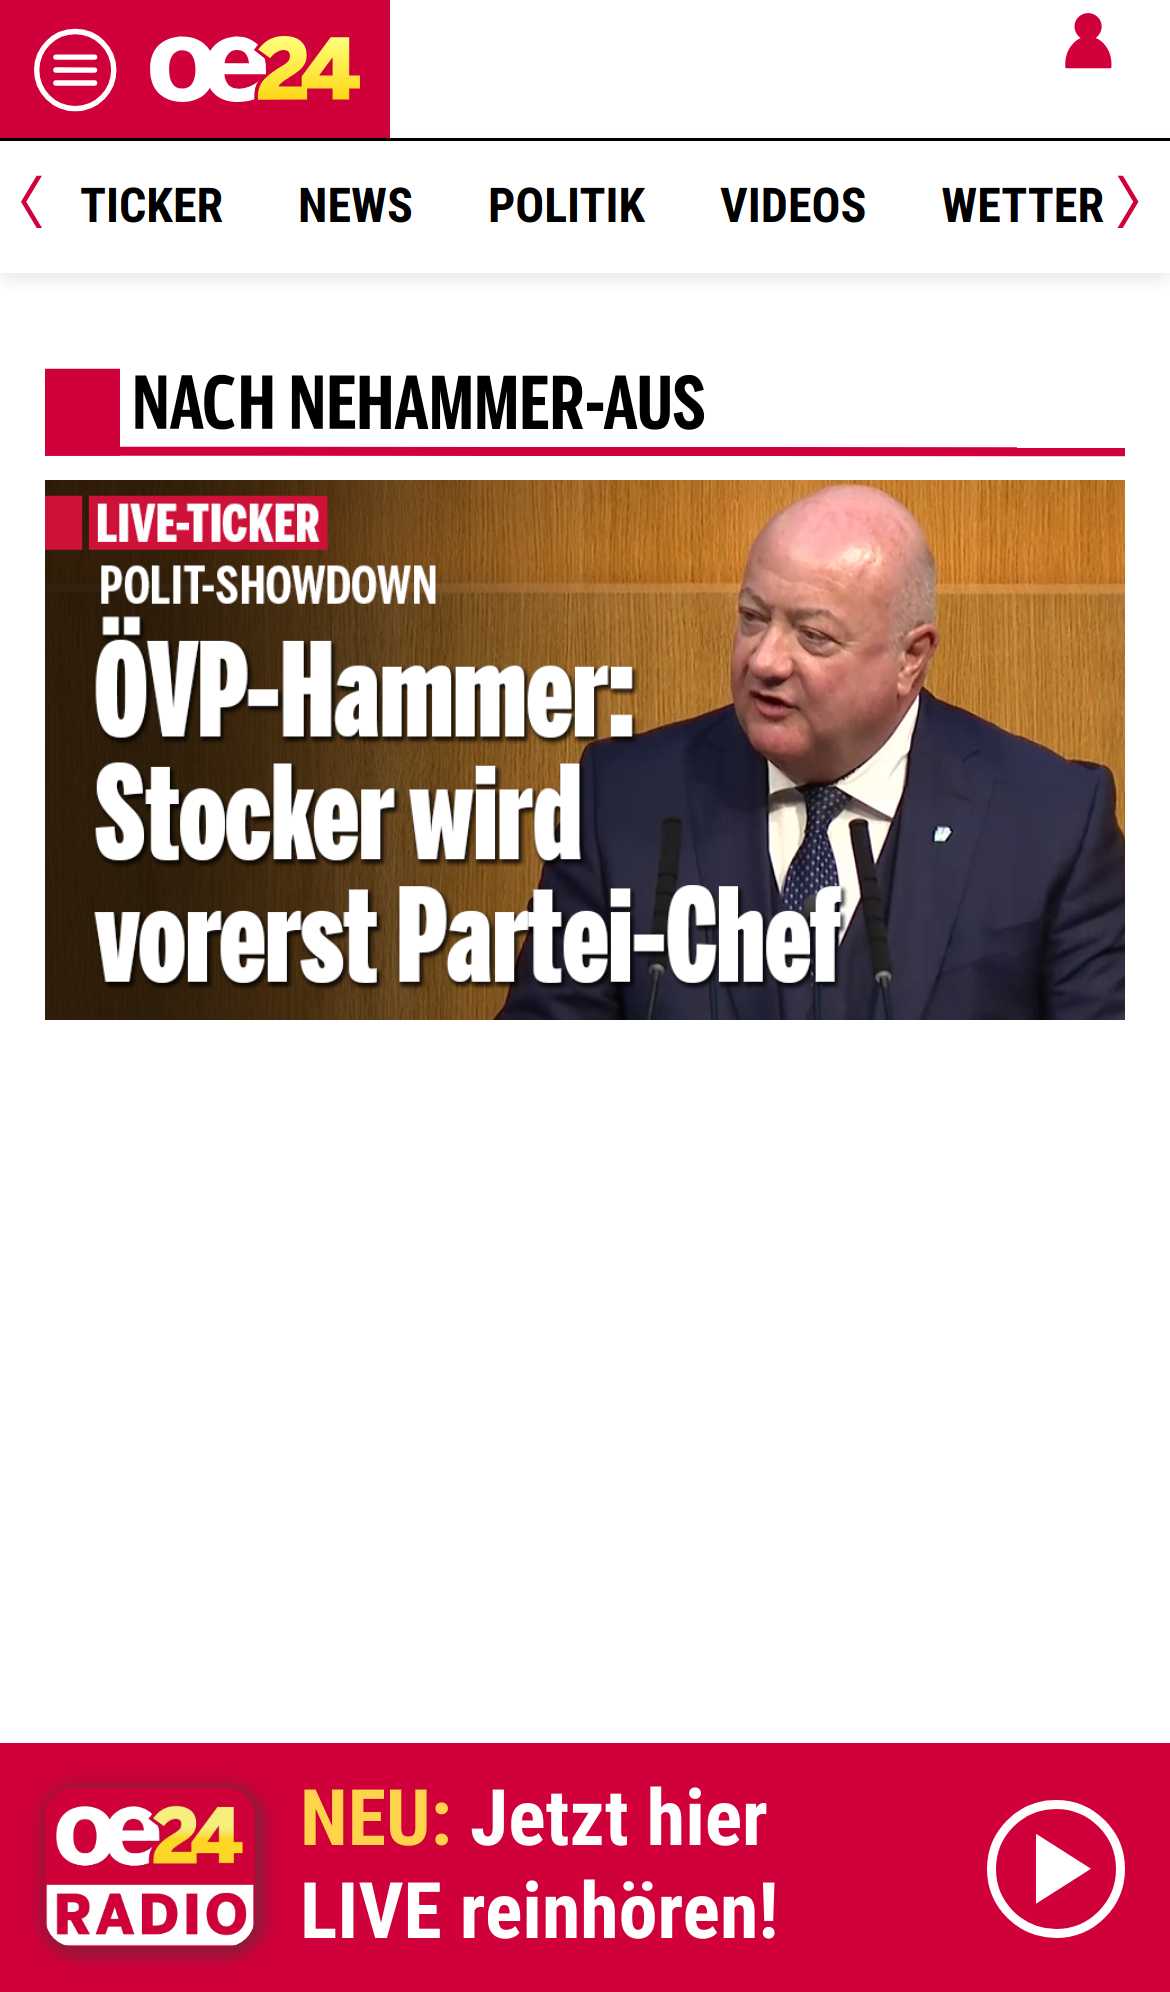 oe24
TICKER NEWS POLITIK VIDEOS WETTER
NACH NEHAMMER-AUS
LIVE-TICKER
POLIT-SHOWDOWN
ÖVP-Hammer:
Stocker wird
vorerst Partei-Chef
oe24
RADIO
NEU: Jetzt hier
LIVE reinhören!